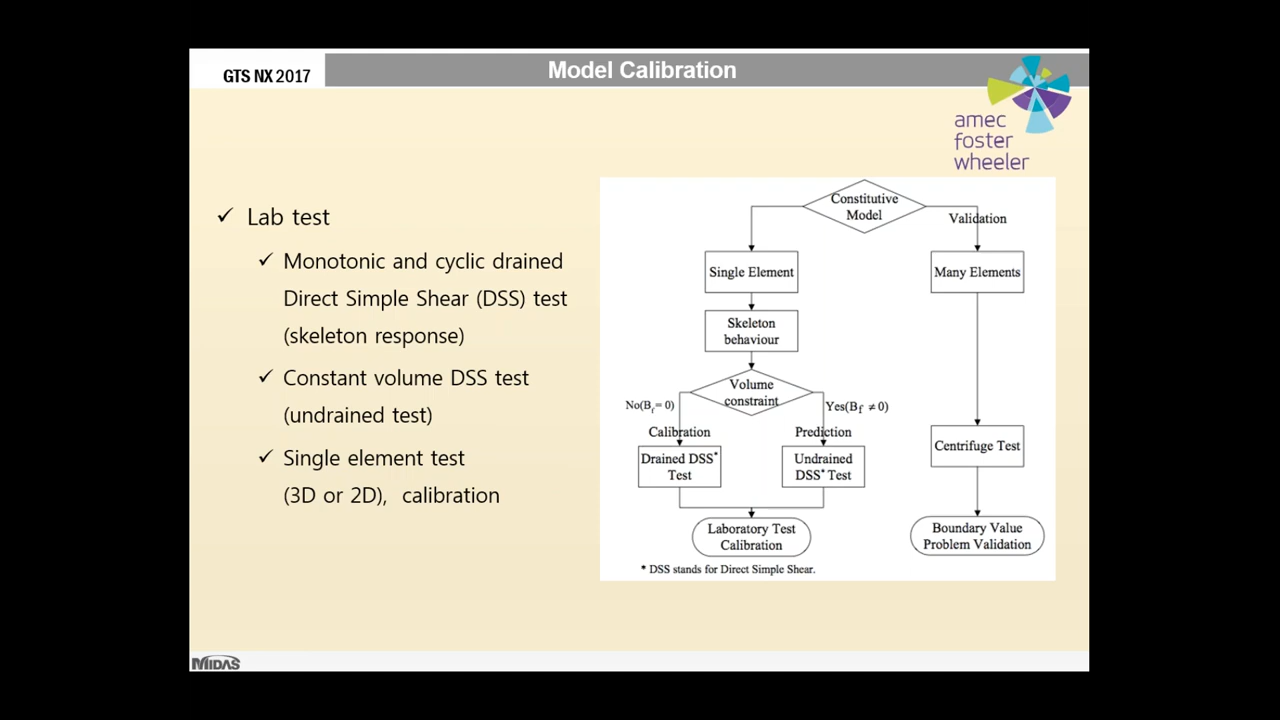 GTS NX 2017
Model Calibration
amec
foster
wheeler
✓ Lab test
✓ Monotonic and cyclic drained
Direct Simple Shear (DSS) test
(skeleton response)
✓ Constant volume DSS test
(undrained test)
✓ Single element test
(3D or 2D), calibration
Constitutive
Model
Validation
Single Element
Many Elements
Skeleton
behaviour
Volume
constraint
No(Bf= 0)
Yes(Bf ≠ 0)
Calibration
Prediction
Drained DSS*
Test
Undrained
DSS* Test
Centrifuge Test
Laboratory Test
Calibration
Boundary Value
Problem Validation
* DSS stands for Direct Simple Shear.
MIDAS